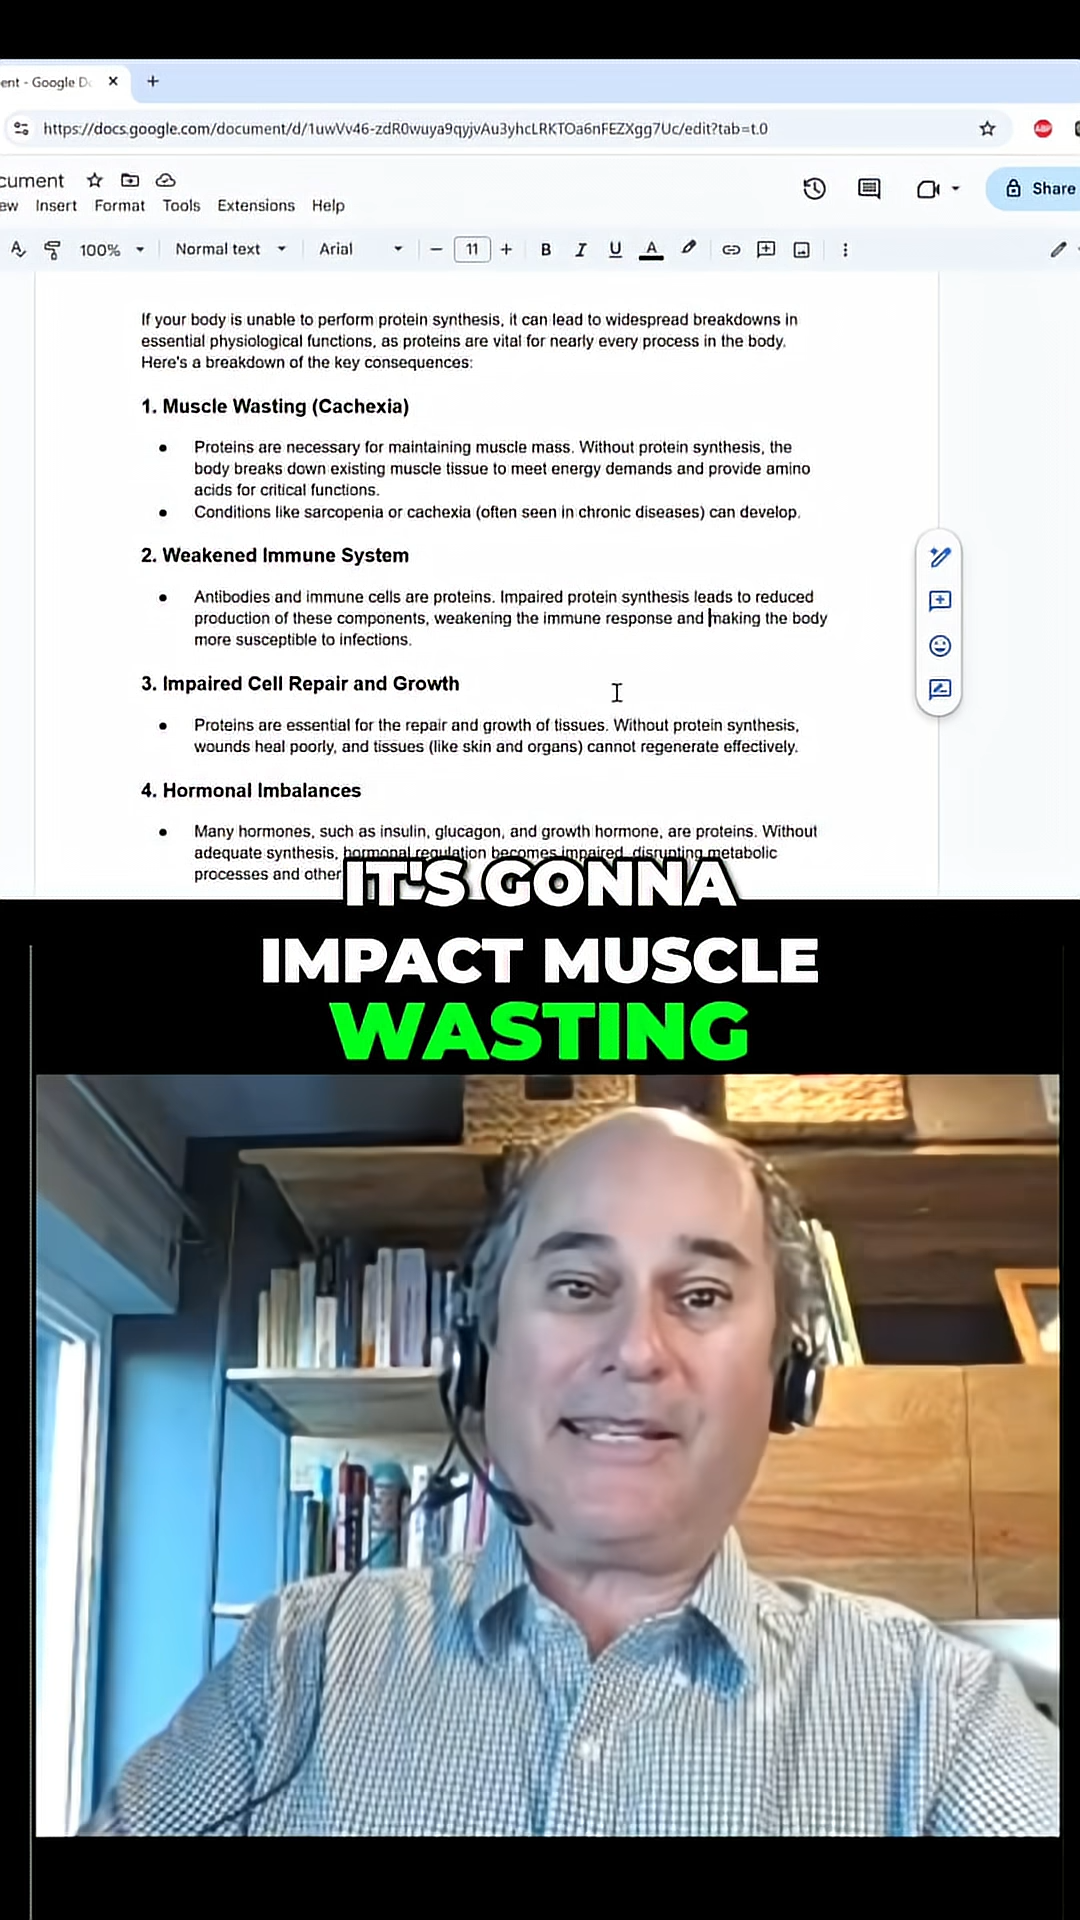 ent - Google Do
https://docs.google.com/document/d/1uwVv46-zdR0wuya9qyjvAu3yhcLRKTOa6nFEZXgg7Uc/edit?tab=t.0
ABP
cument
Share
ew Insert Format Tools Extensions Help
100% Normal text Arial 11 B I U A
If your body is unable to perform protein synthesis, it can lead to widespread breakdowns in
essential physiological functions, as proteins are vital for nearly every process in the body.
Here's a breakdown of the key consequences:
1. Muscle Wasting (Cachexia)
● Proteins are necessary for maintaining muscle mass. Without protein synthesis, the
body breaks down existing muscle tissue to meet energy demands and provide amino
acids for critical functions.
● Conditions like sarcopenia or cachexia (often seen in chronic diseases) can develop.
2. Weakened Immune System
● Antibodies and immune cells are proteins. Impaired protein synthesis leads to reduced
production of these components, weakening the immune response and making the body
more susceptible to infections.
3. Impaired Cell Repair and Growth
● Proteins are essential for the repair and growth of tissues. Without protein synthesis,
wounds heal poorly, and tissues (like skin and organs) cannot regenerate effectively.
4. Hormonal Imbalances
● Many hormones, such as insulin, glucagon, and growth hormone, are proteins. Without
adequate synthesis, hormonal regulation becomes impaired, disrupting metabolic
processes and other
IT'S GONNA
IMPACT MUSCLE
WASTING